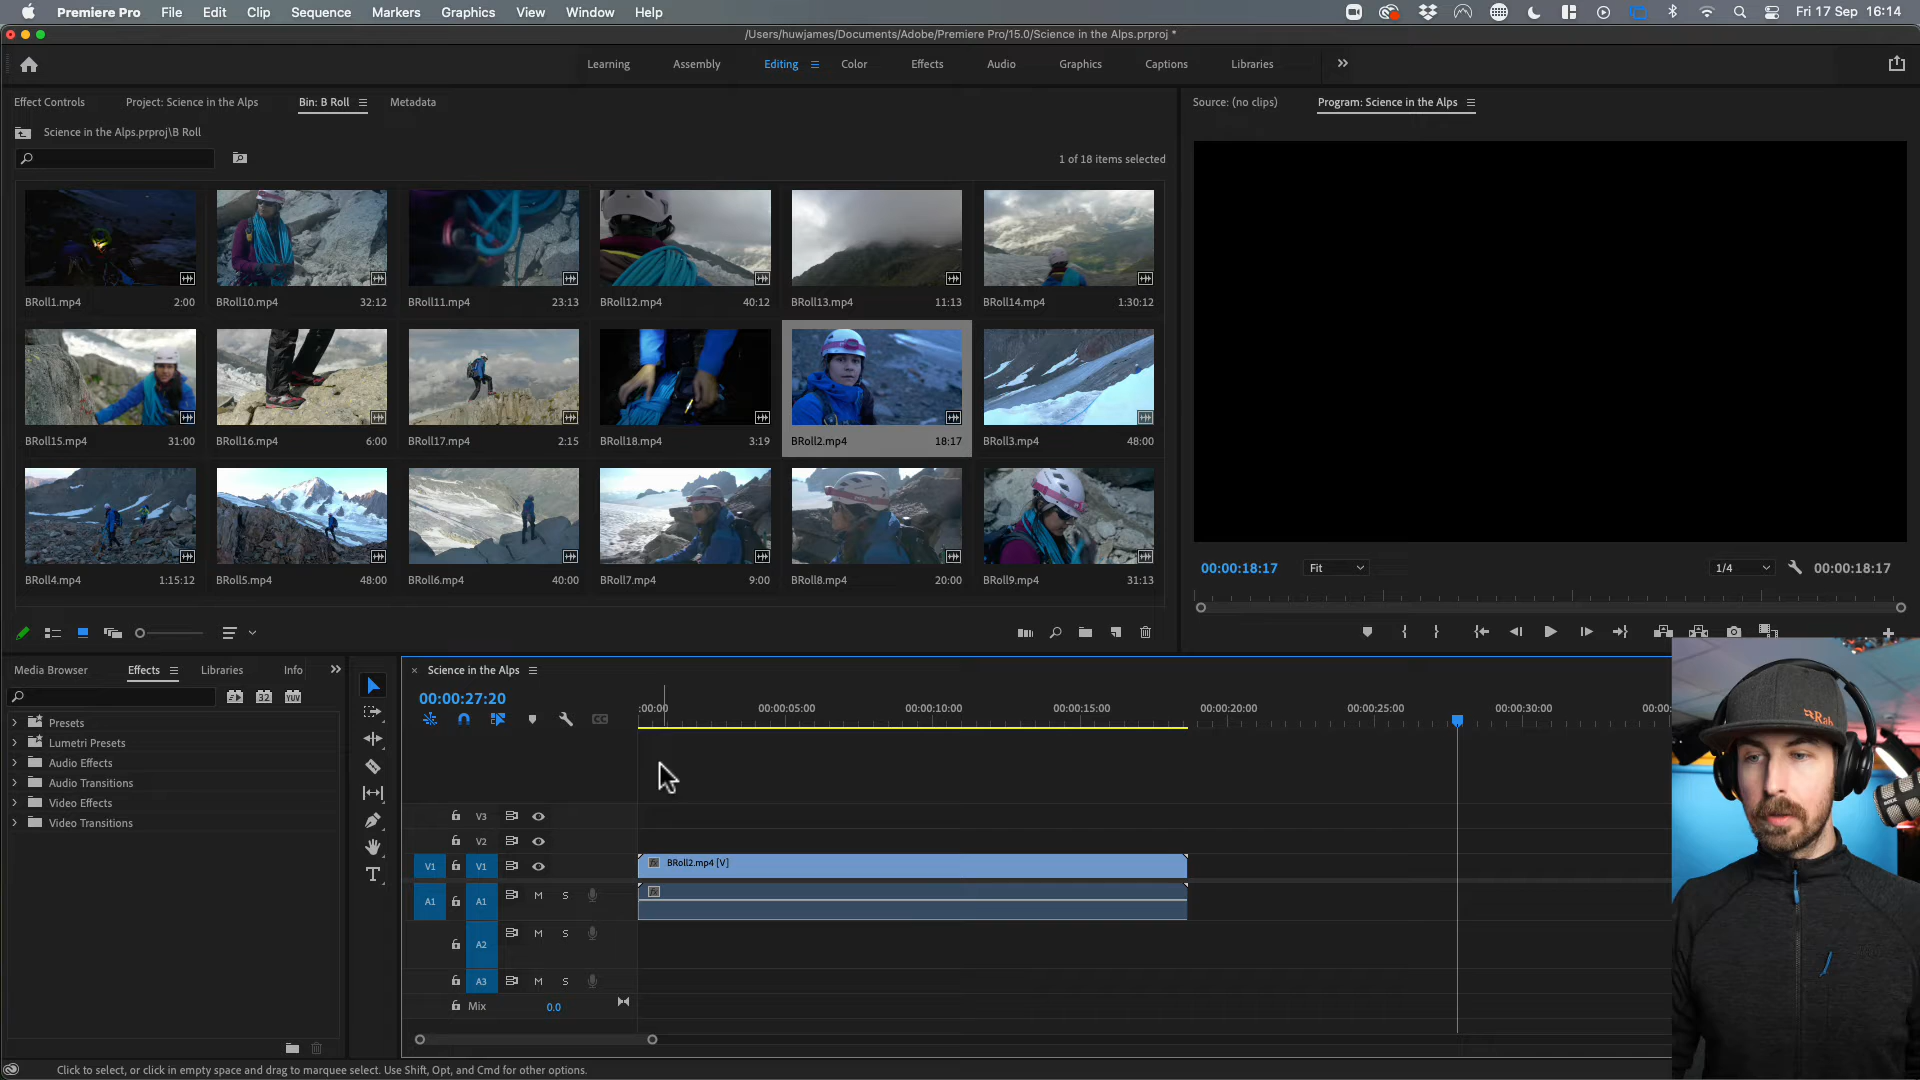 Premiere Pro File Edit Clip Sequence Markers Graphics View Window Help Fri 17 Sep 16:14
/Users/huwjames/Documents/Adobe/Premiere Pro/15.0/Science in the Alps.prproj *
Learning Assembly Editing Color Effects Audio Graphics Captions Libraries
Effect Controls Project: Science in the Alps Bin: B Roll Metadata
Source: (no clips) Program: Science in the Alps
Science in the Alps.prproj\B Roll
1 of 18 items selected
BRoll1.mp4 2:00 BRoll10.mp4 32:12 BRoll11.mp4 23:13 BRoll12.mp4 40:12 BRoll13.mp4 11:13 BRoll14.mp4 1:30:12
BRoll15.mp4 31:00 BRoll16.mp4 6:00 BRoll17.mp4 2:15 BRoll18.mp4 3:19 BRoll2.mp4 18:17 BRoll3.mp4 48:00
BRoll4.mp4 1:15:12 BRoll5.mp4 48:00 BRoll6.mp4 40:00 BRoll7.mp4 9:00 BRoll8.mp4 20:00 BRoll9.mp4 31:13
00:00:18:17 Fit 1/4 00:00:18:17
Media Browser Effects Libraries Info
32 YUV
Presets
Lumetri Presets
Audio Effects
Audio Transitions
Video Effects
Video Transitions
Science in the Alps
00:00:27:20
:00:00 00:00:05:00 00:00:10:00 00:00:15:00 00:00:20:00 00:00:25:00 00:00:30:00 00:00
V3
V2
V1 V1 BRoll2.mp4 [V]
A1 A1 M S
A2 M S
A3 M S
Mix 0.0
Rab
Click to select, or click in empty space and drag to marquee select. Use Shift, Opt, and Cmd for other options.